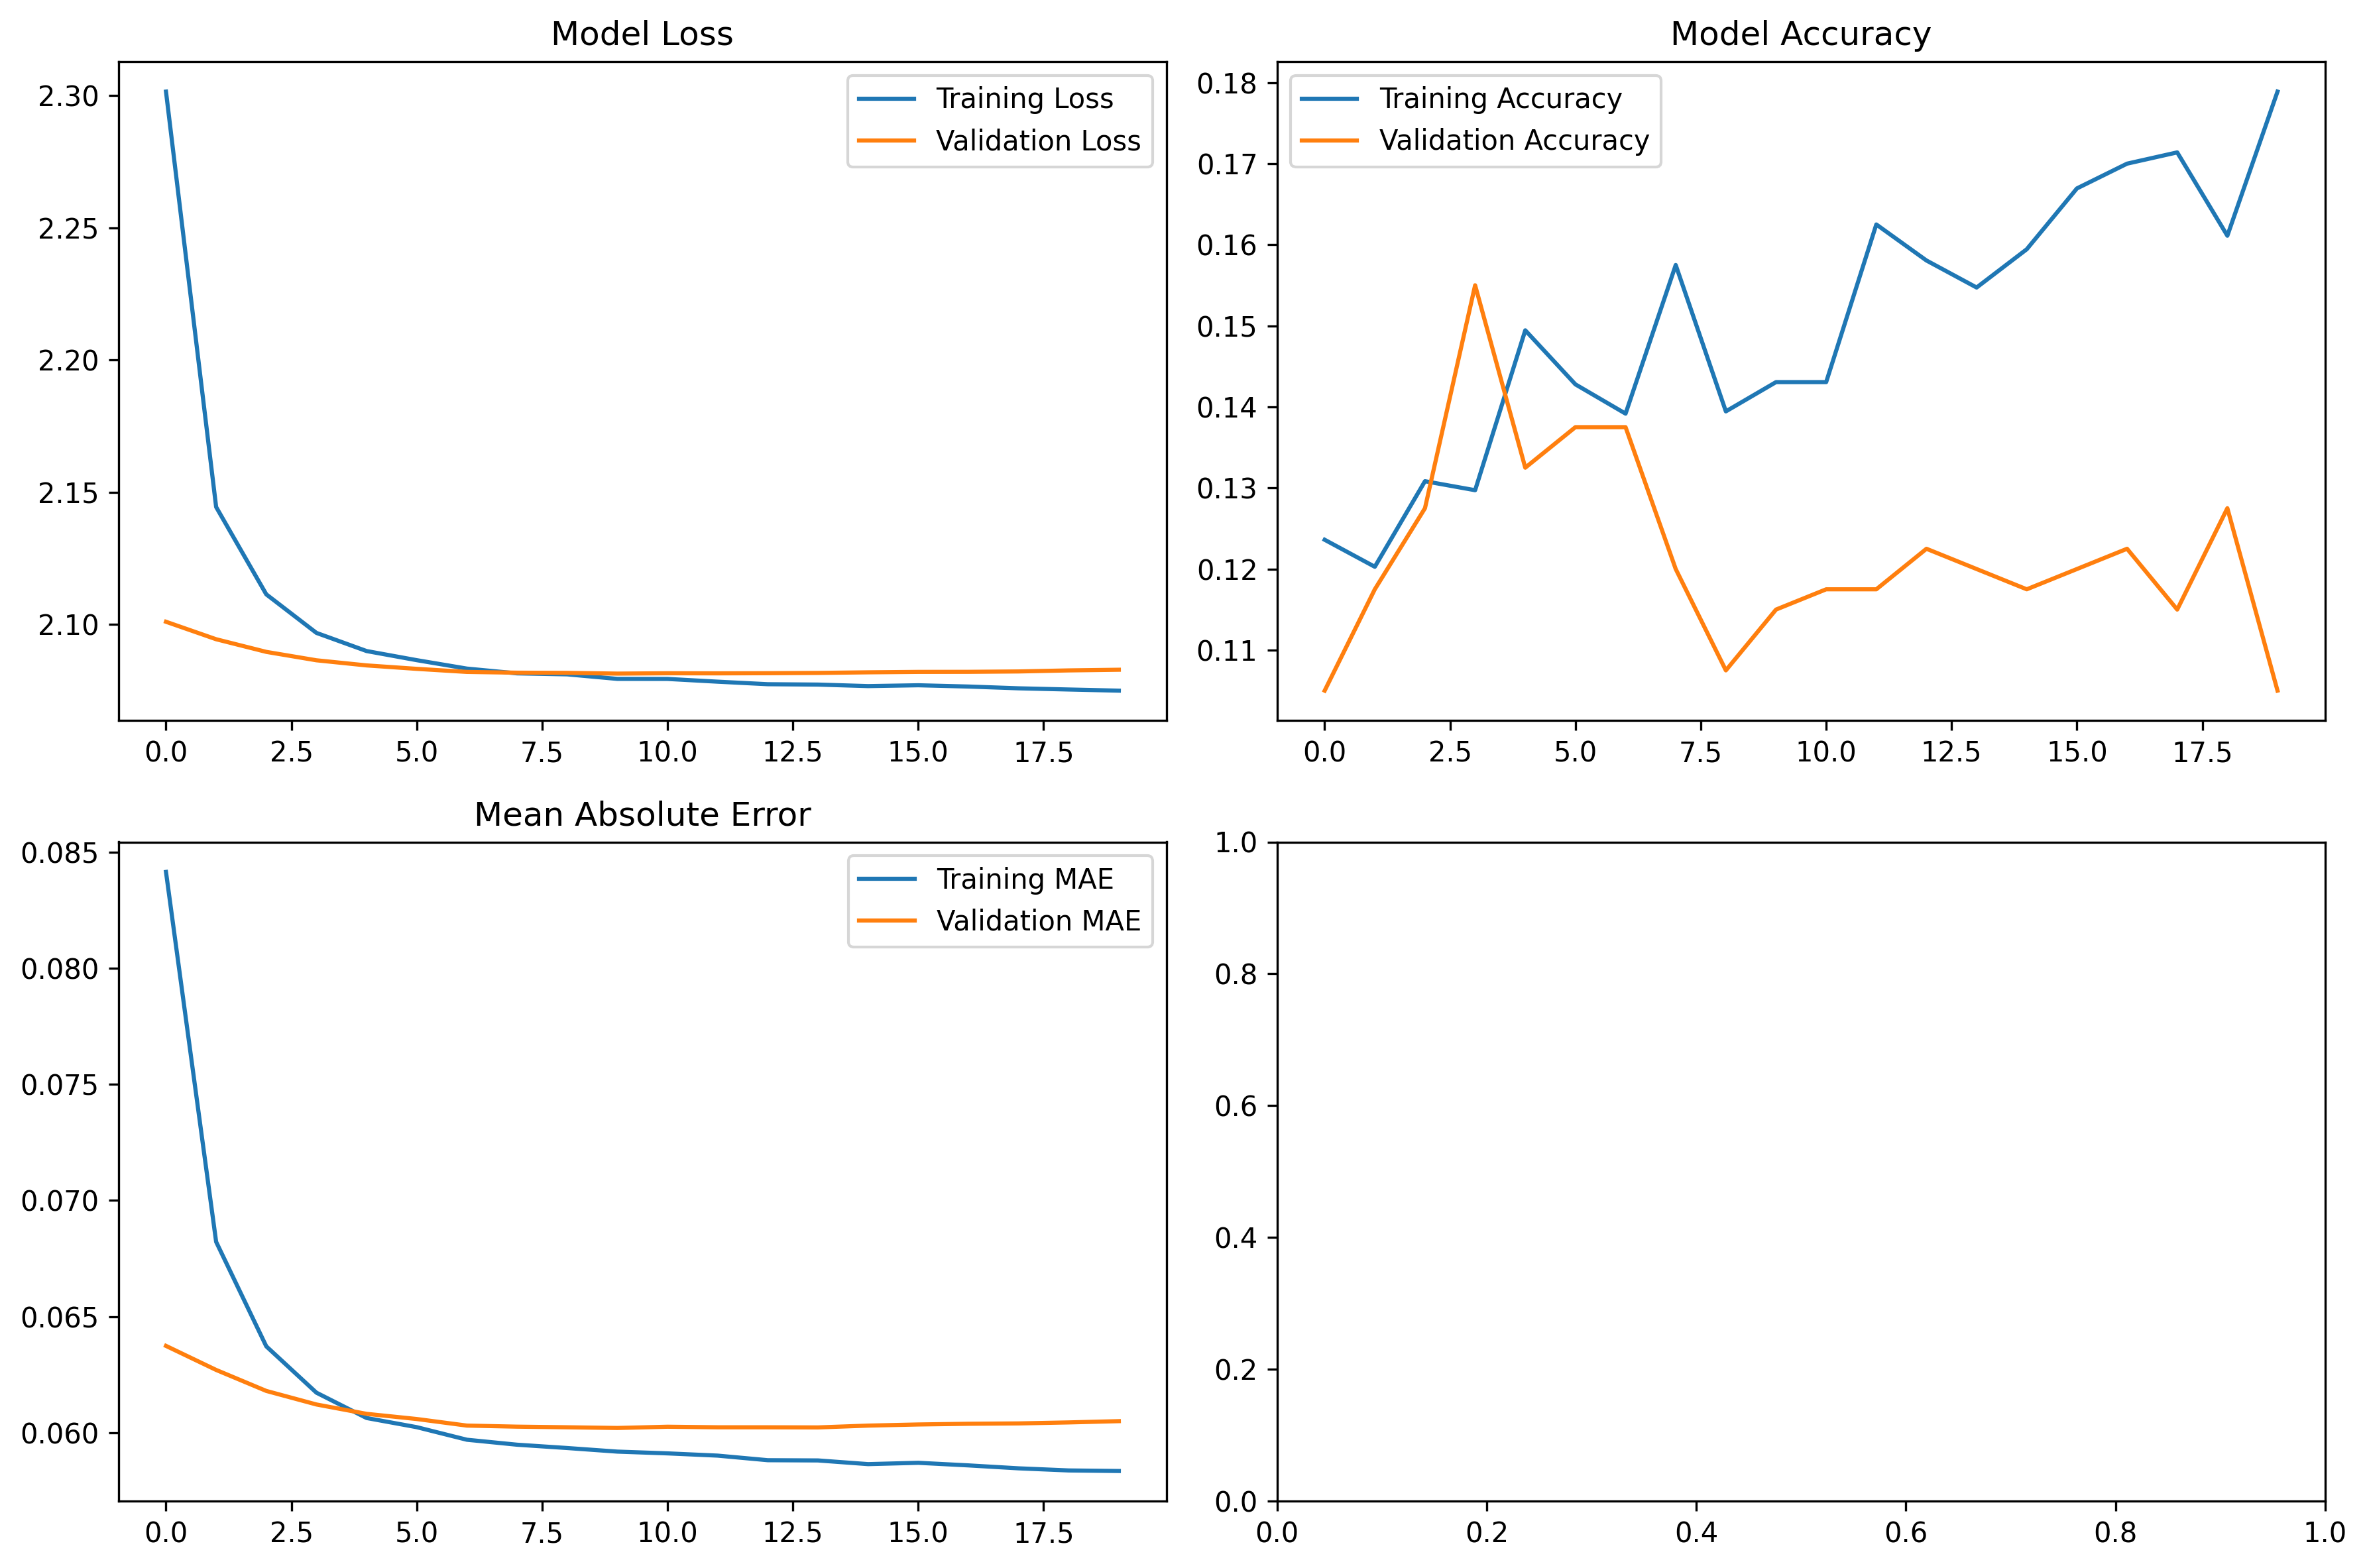 Model Loss
2.30
2.25
2.20
2.15
2.10
0.0 2.5 5.0 7.5 10.0 12.5 15.0 17.5
Training Loss
Validation Loss
Model Accuracy
0.18
0.17
0.16
0.15
0.14
0.13
0.12
0.11
0.0 2.5 5.0 7.5 10.0 12.5 15.0 17.5
Training Accuracy
Validation Accuracy
Mean Absolute Error
0.085
0.080
0.075
0.070
0.065
0.060
0.0 2.5 5.0 7.5 10.0 12.5 15.0 17.5
Training MAE
Validation MAE
1.0
0.8
0.6
0.4
0.2
0.0
0.0 0.2 0.4 0.6 0.8 1.0